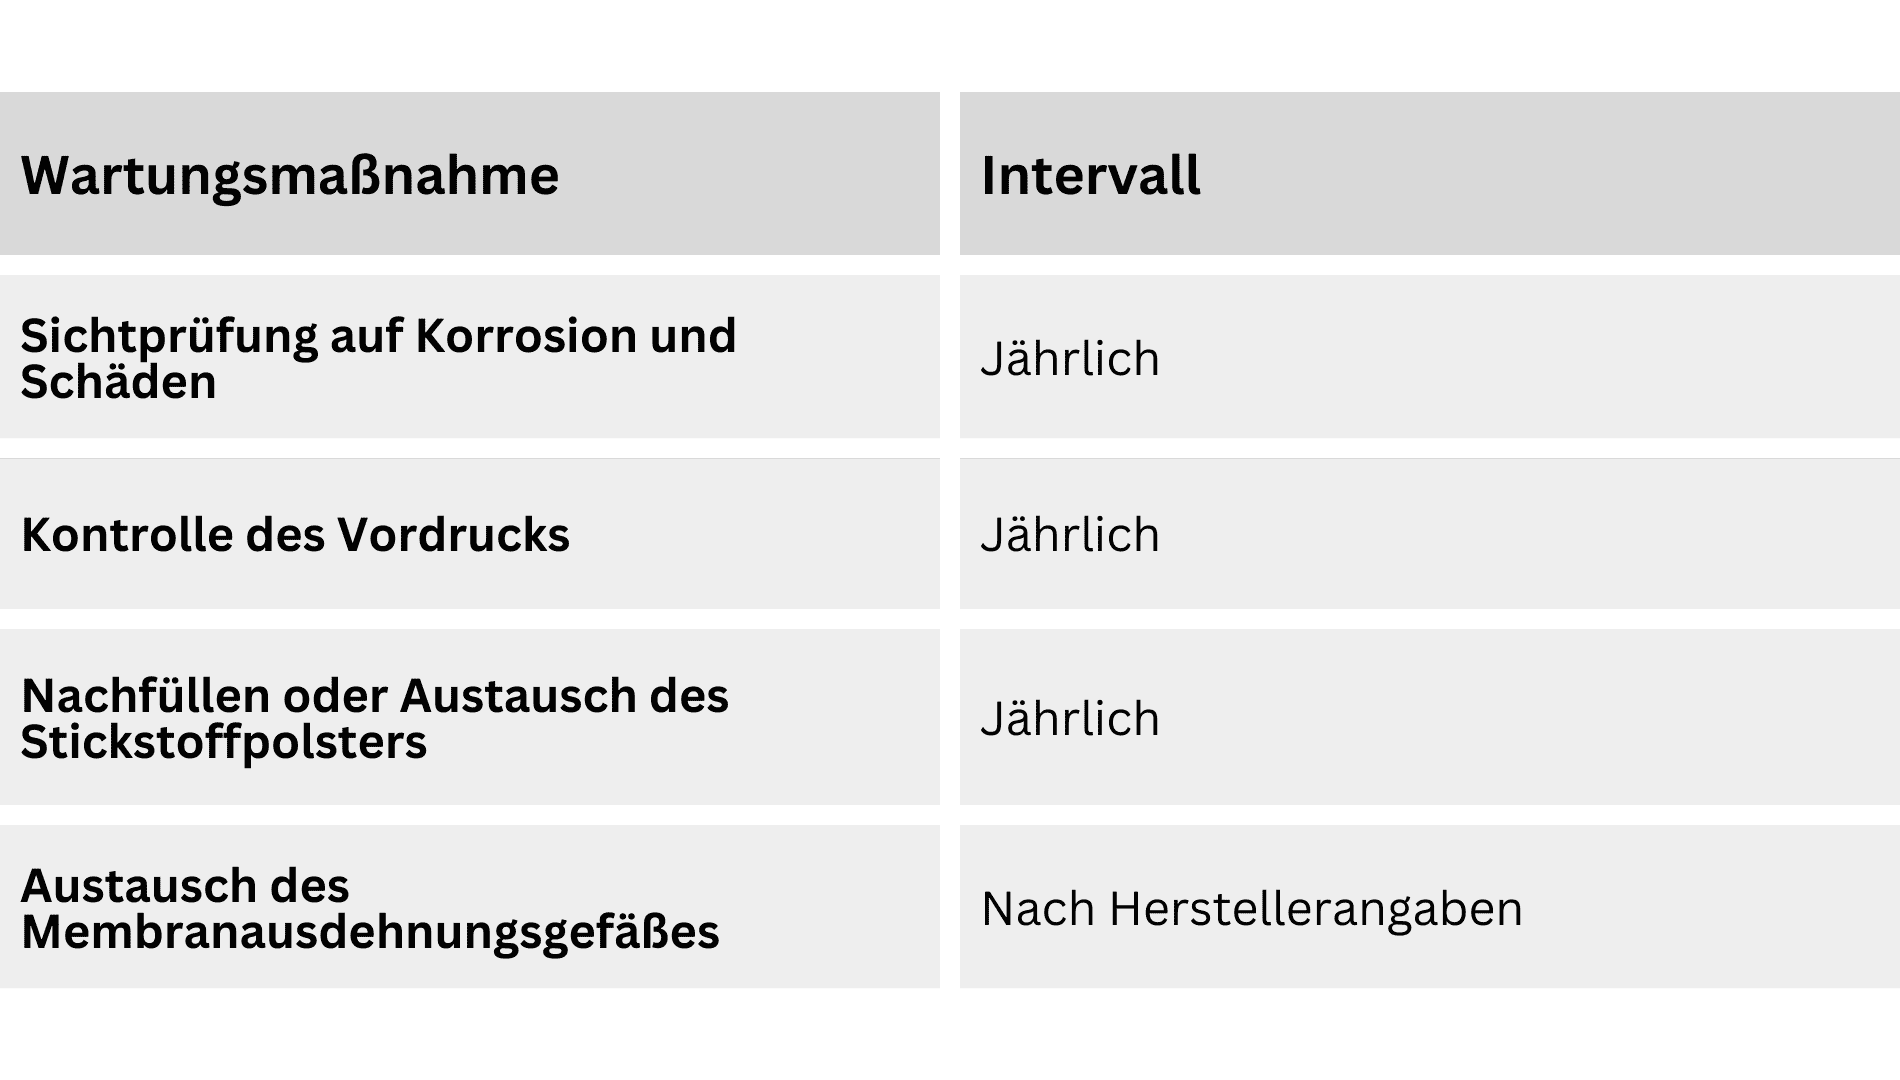 Wartungsmaßnahme
Intervall
Sichtprüfung auf Korrosion und
Schäden
Jährlich
Kontrolle des Vordrucks
Jährlich
Nachfüllen oder Austausch des
Stickstoffpolsters
Jährlich
Austausch des
Membranausdehnungsgefäßes
Nach Herstellerangaben